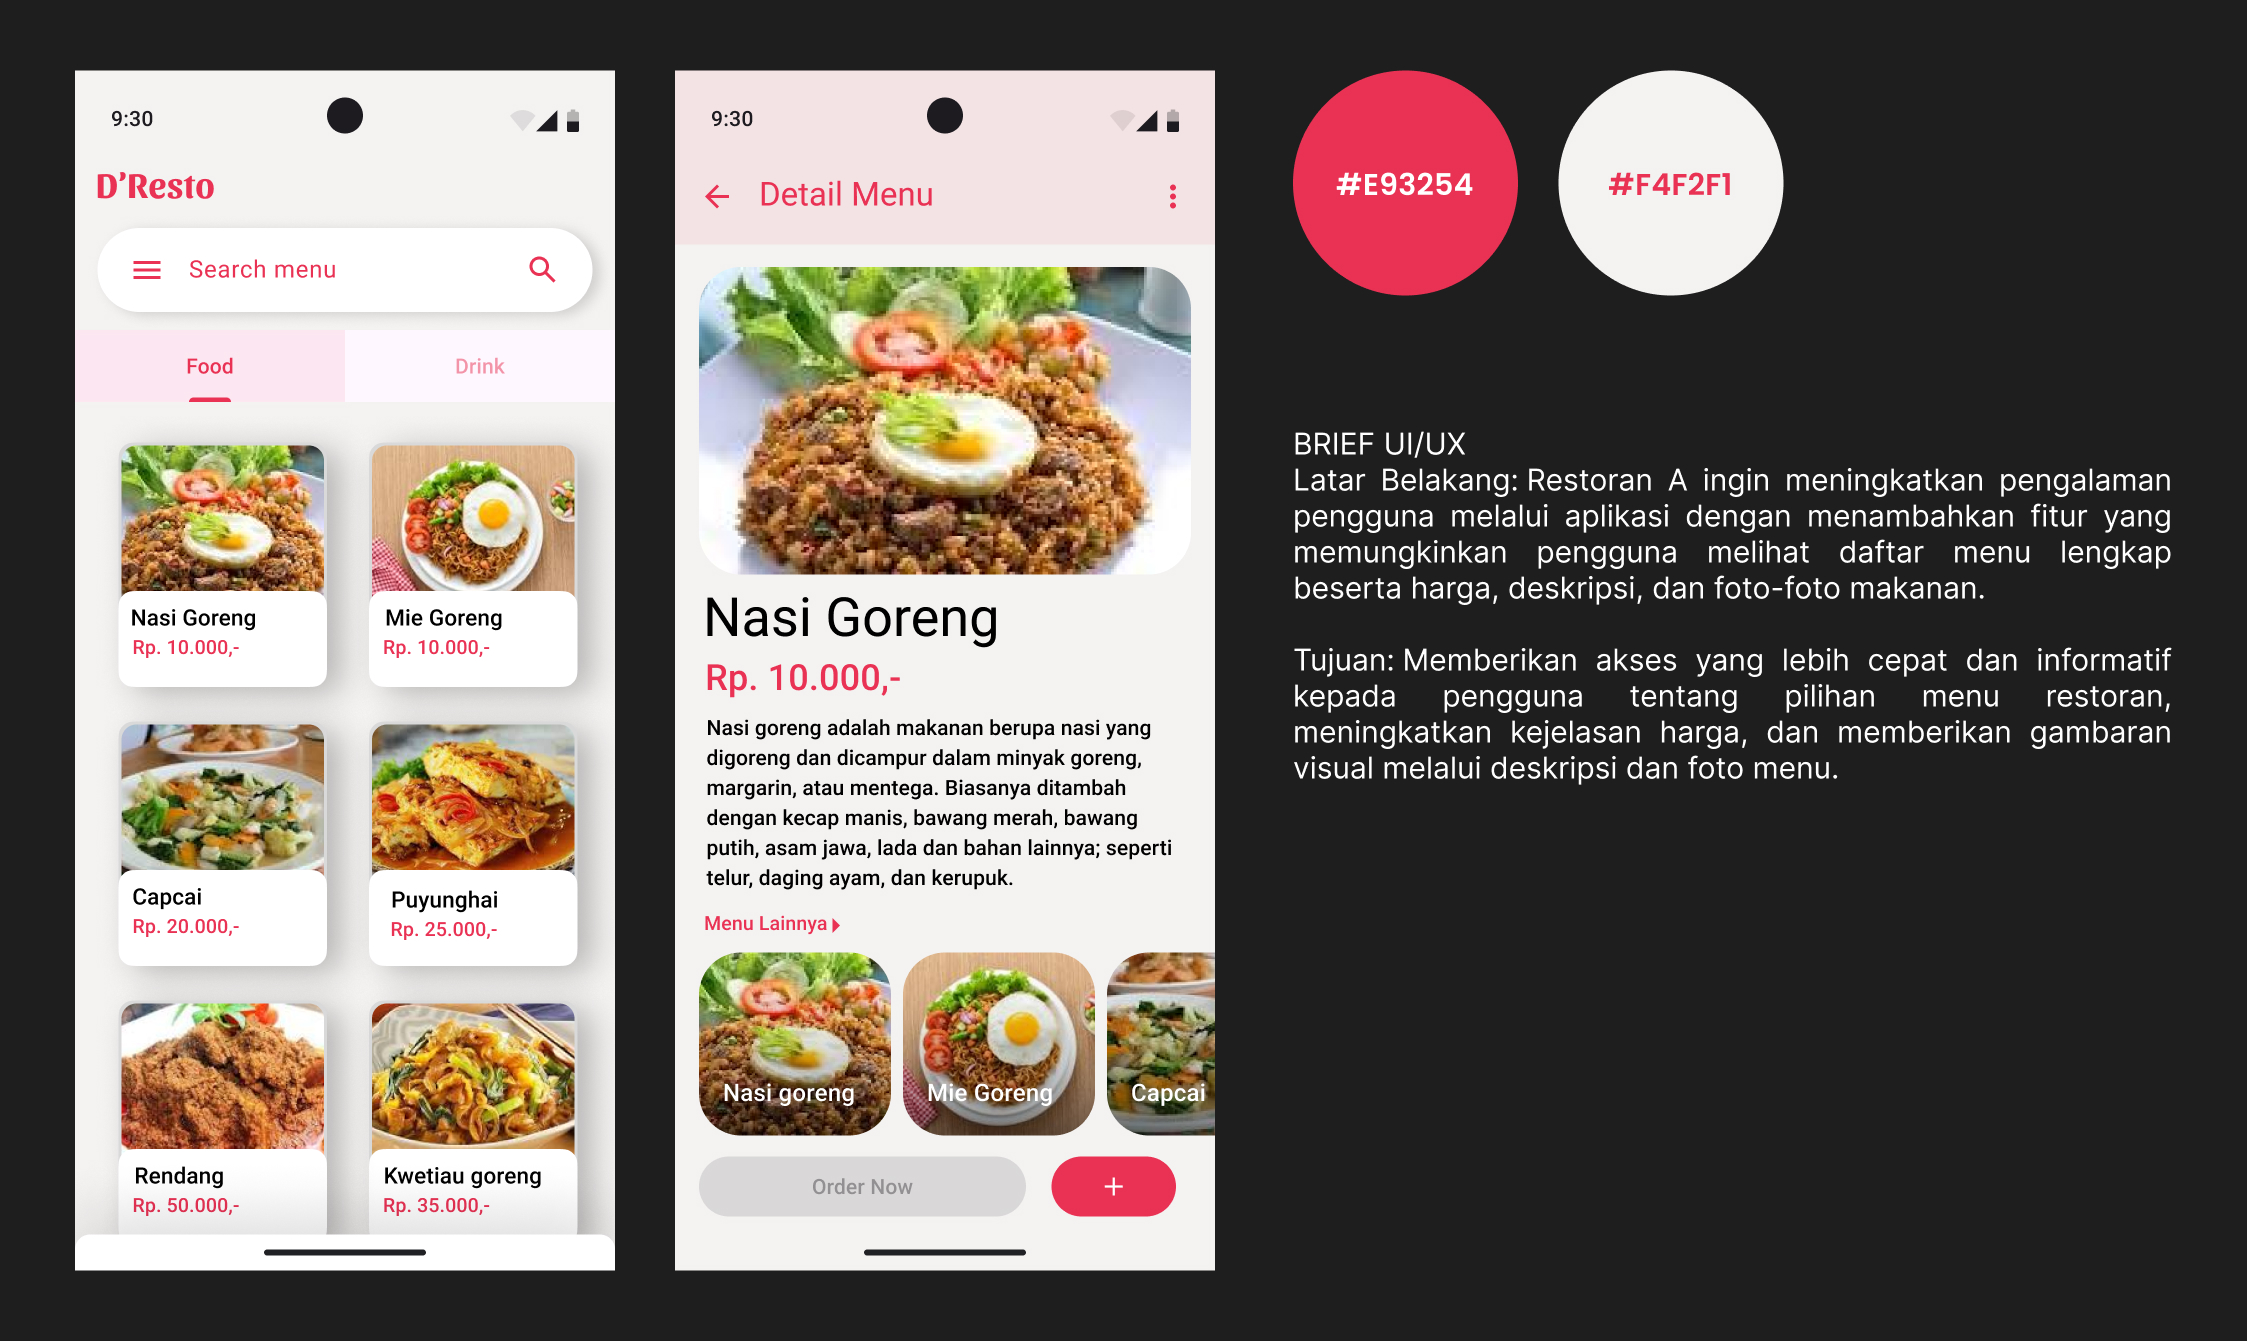 9:30
D'Resto
Search menu
Food
Drink
Nasi Goreng
Rp. 10.000,-
Mie Goreng
Rp. 10.000,-
Capcai
Rp. 20.000,-
Puyunghai
Rp. 25.000,-
Rendang
Rp. 50.000,-
Kwetiau goreng
Rp. 35.000,-
9:30
Detail Menu
Nasi Goreng
Rp. 10.000,-
Nasi goreng adalah makanan berupa nasi yang
digoreng dan dicampur dalam minyak goreng,
margarin, atau mentega. Biasanya ditambah
dengan kecap manis, bawang merah, bawang
putih, asam jawa, lada dan bahan lainnya; seperti
telur, daging ayam, dan kerupuk.
Menu Lainnya
Nasi goreng
Mie Goreng
Capcai
Order Now
+
#E93254
#F4F2F1
BRIEF UI/UX
Latar Belakang: Restoran A ingin meningkatkan pengalaman
pengguna melalui aplikasi dengan menambahkan fitur yang
memungkinkan pengguna melihat daftar menu lengkap
beserta harga, deskripsi, dan foto-foto makanan.
Tujuan: Memberikan akses yang lebih cepat dan informatif
kepada pengguna tentang pilihan menu restoran,
meningkatkan kejelasan harga, dan memberikan gambaran
visual melalui deskripsi dan foto menu.